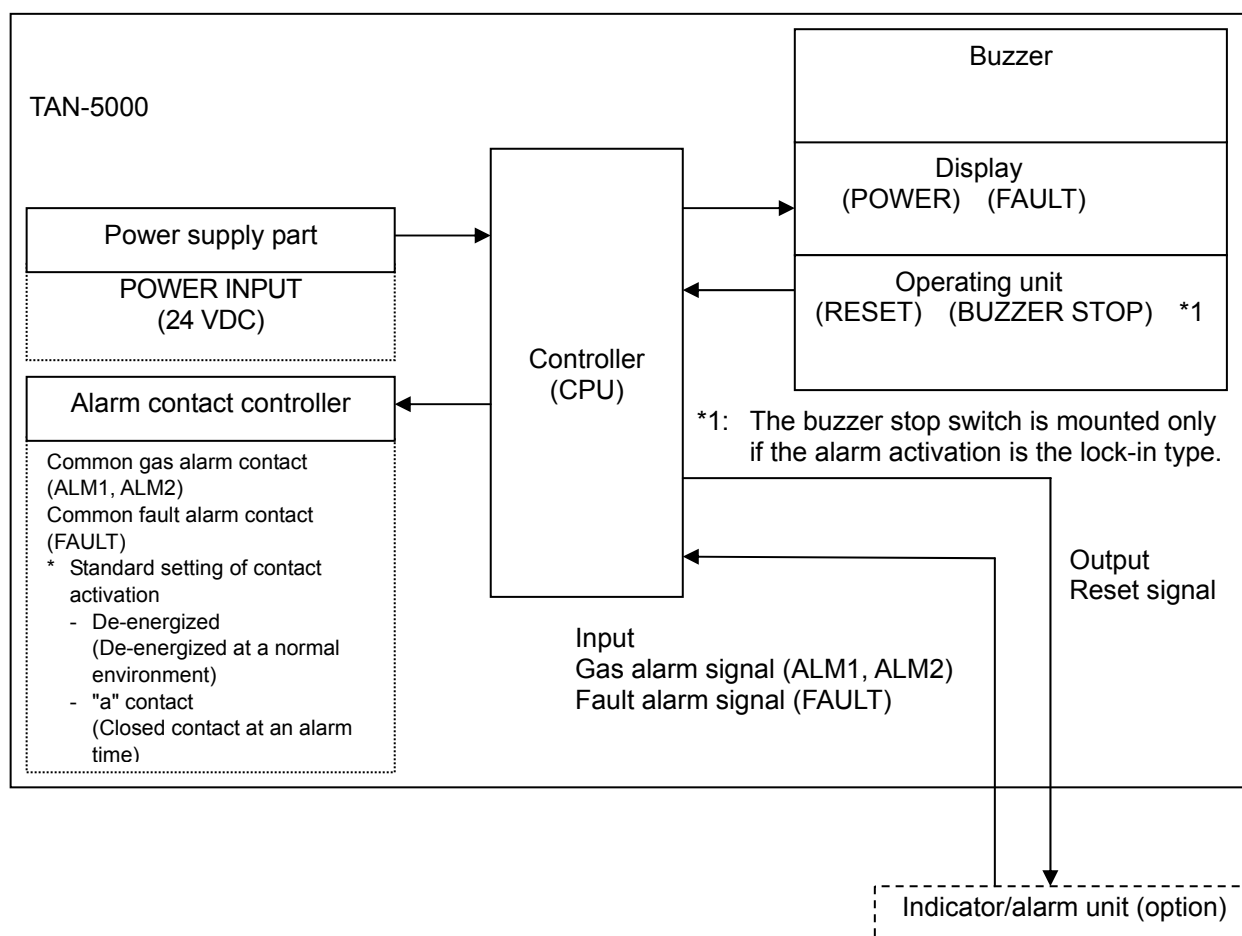 TAN-5000
Buzzer
Display
(POWER) (FAULT)
Operating unit
(RESET) (BUZZER STOP) *1
Power supply part
POWER INPUT
(24 VDC)
Controller
(CPU)
Alarm contact controller
Common gas alarm contact
(ALM1, ALM2)
Common fault alarm contact
(FAULT)
* Standard setting of contact
activation
- De-energized
(De-energized at a normal
environment)
- "a" contact
(Closed contact at an alarm
time)
*1: The buzzer stop switch is mounted only
if the alarm activation is the lock-in type.
Output
Reset signal
Input
Gas alarm signal (ALM1, ALM2)
Fault alarm signal (FAULT)
Indicator/alarm unit (option)